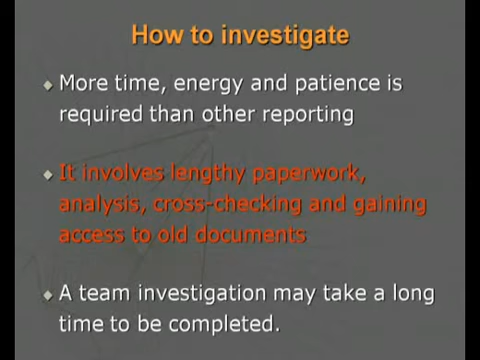 How to investigate
More time, energy and patience is
required than other reporting
It involves lengthy paperwork,
analysis, cross-checking and gaining
access to old documents
A team investigation may take a long
time to be completed.